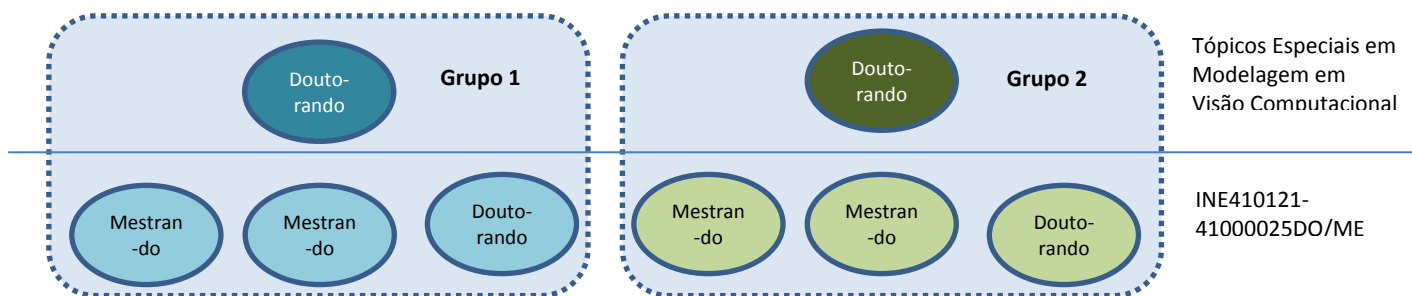 Douto-
rando
Grupo 1
Douto-
rando
Grupo 2
Tópicos Especiais em
Modelagem em
Visão Computacional
Mestran
-do
Mestran
-do
Douto-
rando
Mestran
-do
Mestran
-do
Douto-
rando
INE410121-
41000025DO/ME